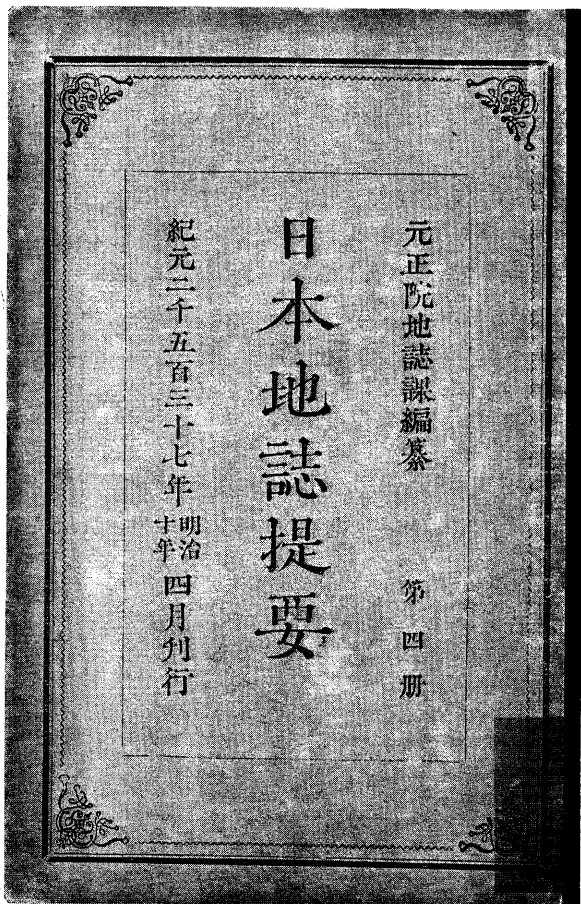 元正院地誌課編纂　第四册
日本地誌提要
紀元二千五百三十七年明治十年四月刋行